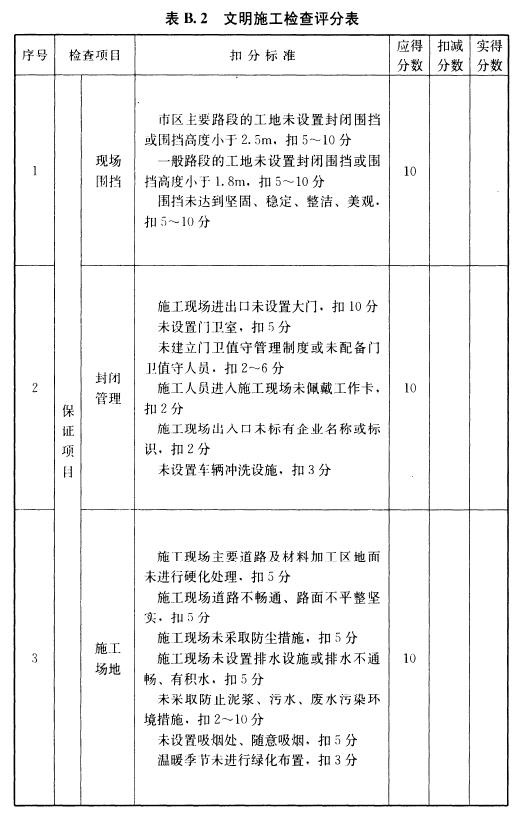 表 B.2 文明施工检查评分表
序号 检查项目 扣分标准 应得分数 扣减分数 实得分数
保证项目
1 现场围挡 10
市区主要路段的工地未设置封闭围挡
或围挡高度小于 2.5m，扣 5～10 分
一般路段的工地未设置封闭围挡或围
挡高度小于 1.8m，扣 5～10 分
围挡未达到坚固、稳定、整洁、美观，
扣 5～10 分
2 封闭管理 10
施工现场进出口未设置大门，扣 10 分
未设置门卫室，扣 5 分
未建立门卫值守管理制度或未配备门
卫值守人员，扣 2～6 分
施工人员进入施工现场未佩戴工作卡，
扣 2 分
施工现场出入口未标有企业名称或标
识，扣 2 分
未设置车辆冲洗设施，扣 3 分
3 施工场地 10
施工现场主要道路及材料加工区地面
未进行硬化处理，扣 5 分
施工现场道路不畅通、路面不平整坚
实，扣 5 分
施工现场未采取防尘措施，扣 5 分
施工现场未设置排水设施或排水不通
畅、有积水，扣 5 分
未采取防止泥浆、污水、废水污染环
境措施，扣 2～10 分
未设置吸烟处、随意吸烟，扣 5 分
温暖季节未进行绿化布置，扣 3 分